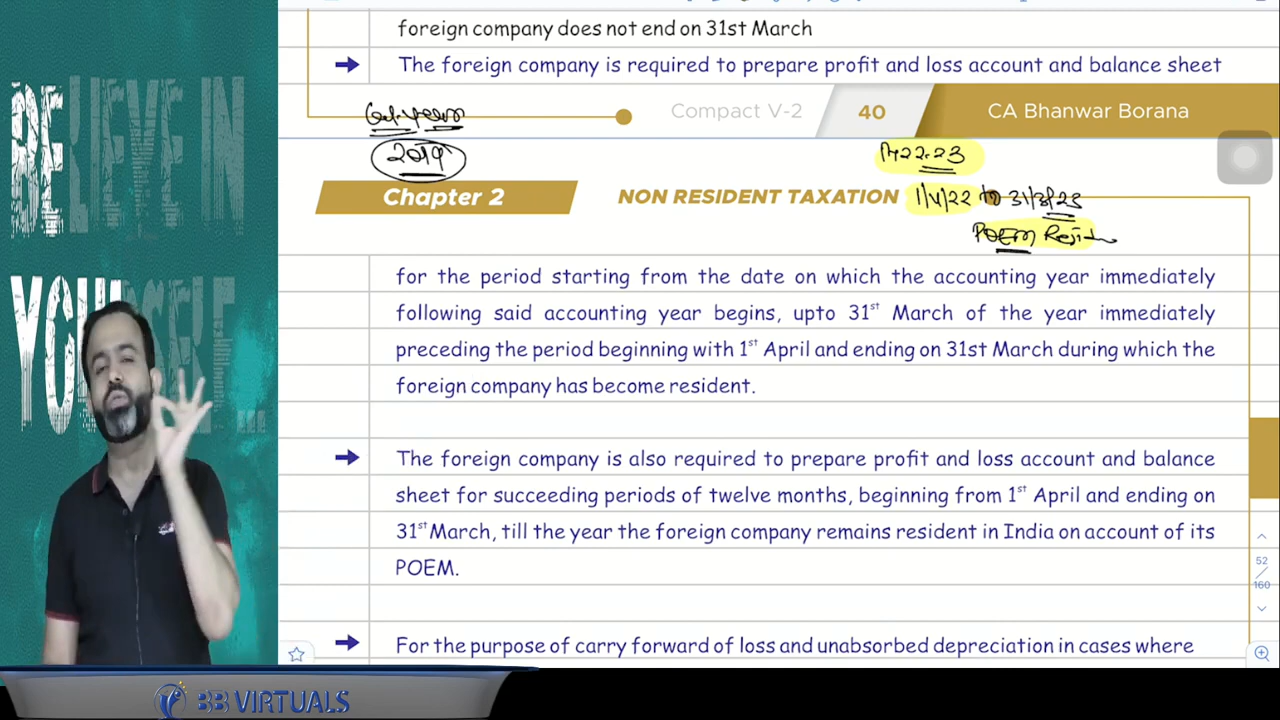 BELIEVE IN
YOURSELF...
foreign company does not end on 31st March
→ The foreign company is required to prepare profit and loss account and balance sheet
Compact V-2 40 CA Bhanwar Borana
2019
22-23
Chapter 2 NON RESIDENT TAXATION 1/4/22 to 31/3/23
POEM
for the period starting from the date on which the accounting year immediately
following said accounting year begins, upto 31st March of the year immediately
preceding the period beginning with 1st April and ending on 31st March during which the
foreign company has become resident.
→ The foreign company is also required to prepare profit and loss account and balance
sheet for succeeding periods of twelve months, beginning from 1st April and ending on
31st March, till the year the foreign company remains resident in India on account of its
POEM.
52
160
→ For the purpose of carry forward of loss and unabsorbed depreciation in cases where
BB VIRTUALS